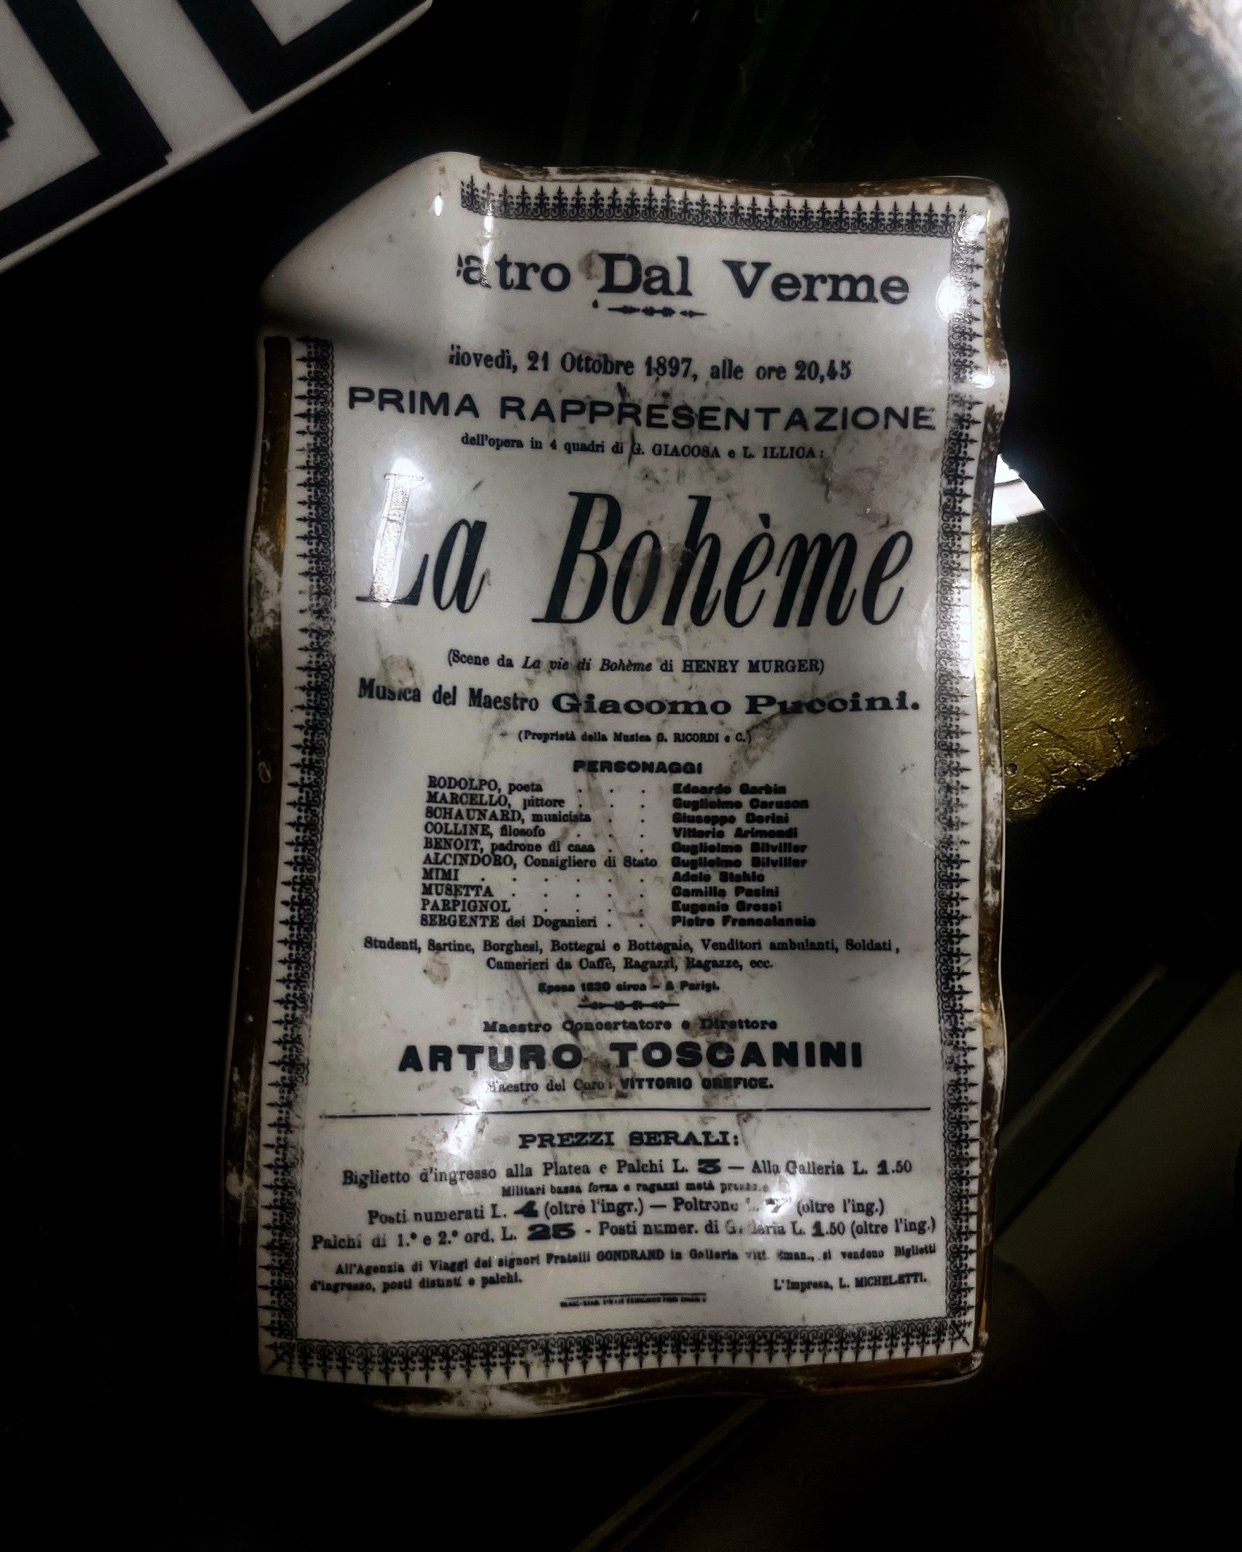 atro Dal Verme
iovedì, 21 Ottobre 1897, alle ore 20,45
PRIMA RAPPRESENTAZIONE
dell'opera in 4 quadri di G. GIACOSA e L. ILLICA:
La Bohème
(Scene da La vie di Bohème di HENRY MURGER)
Musica del Maestro Giacomo Puccini.
(Proprietà della Musica G. RICORDI e C.)
PERSONAGGI
RODOLPO, poeta . . . Edoardo Garbin
MARCELLO, pittore . . . Guglielmo Caruson
SCHAUNARD, musicista . . Giuseppe Dorini
COLLINE, filosofo . . . Vittorio Arimondi
BENOIT, padrone di casa . . Guglielmo Silviller
ALCINDORO, Consigliere di Stato Guglielmo Silviller
MIMI . . . . . . Adele Stehle
MUSETTA . . . . . Camilla Pasini
PARPIGNOL . . . . Eugenio Grossi
SERGENTE dei Doganieri . . Pietro Francalancia
Studenti, Sartine, Borghesi, Bottegai e Bottegaie, Venditori ambulanti, Soldati,
Camerieri da Caffè, Ragazzi, Ragazze, ecc.
Epoca 1830 circa - A Parigi.
Maestro Concertatore e Direttore
ARTURO TOSCANINI
Maestro del Coro: VITTORIO OREFICE.
PREZZI SERALI:
Biglietto d'ingresso alla Platea e Palchi L. 3 — Alla Galleria L. 1.50
Militari bassa forza e ragazzi metà
Posti numerati L. 4 (oltre l'ingr.) — Poltrone 7 (oltre l'ing.)
Palchi di 1.° e 2.° ord. L. 25 - Posti numer. di Galleria L. 1.50 (oltre l'ing.)
All'Agenzia di Viaggi dei signori Fratelli GONDRAND in Galleria Vitt. Eman., si vendono Biglietti
d'ingresso, posti distinti e palchi.
L'Impresa, L. MICHELETTI.